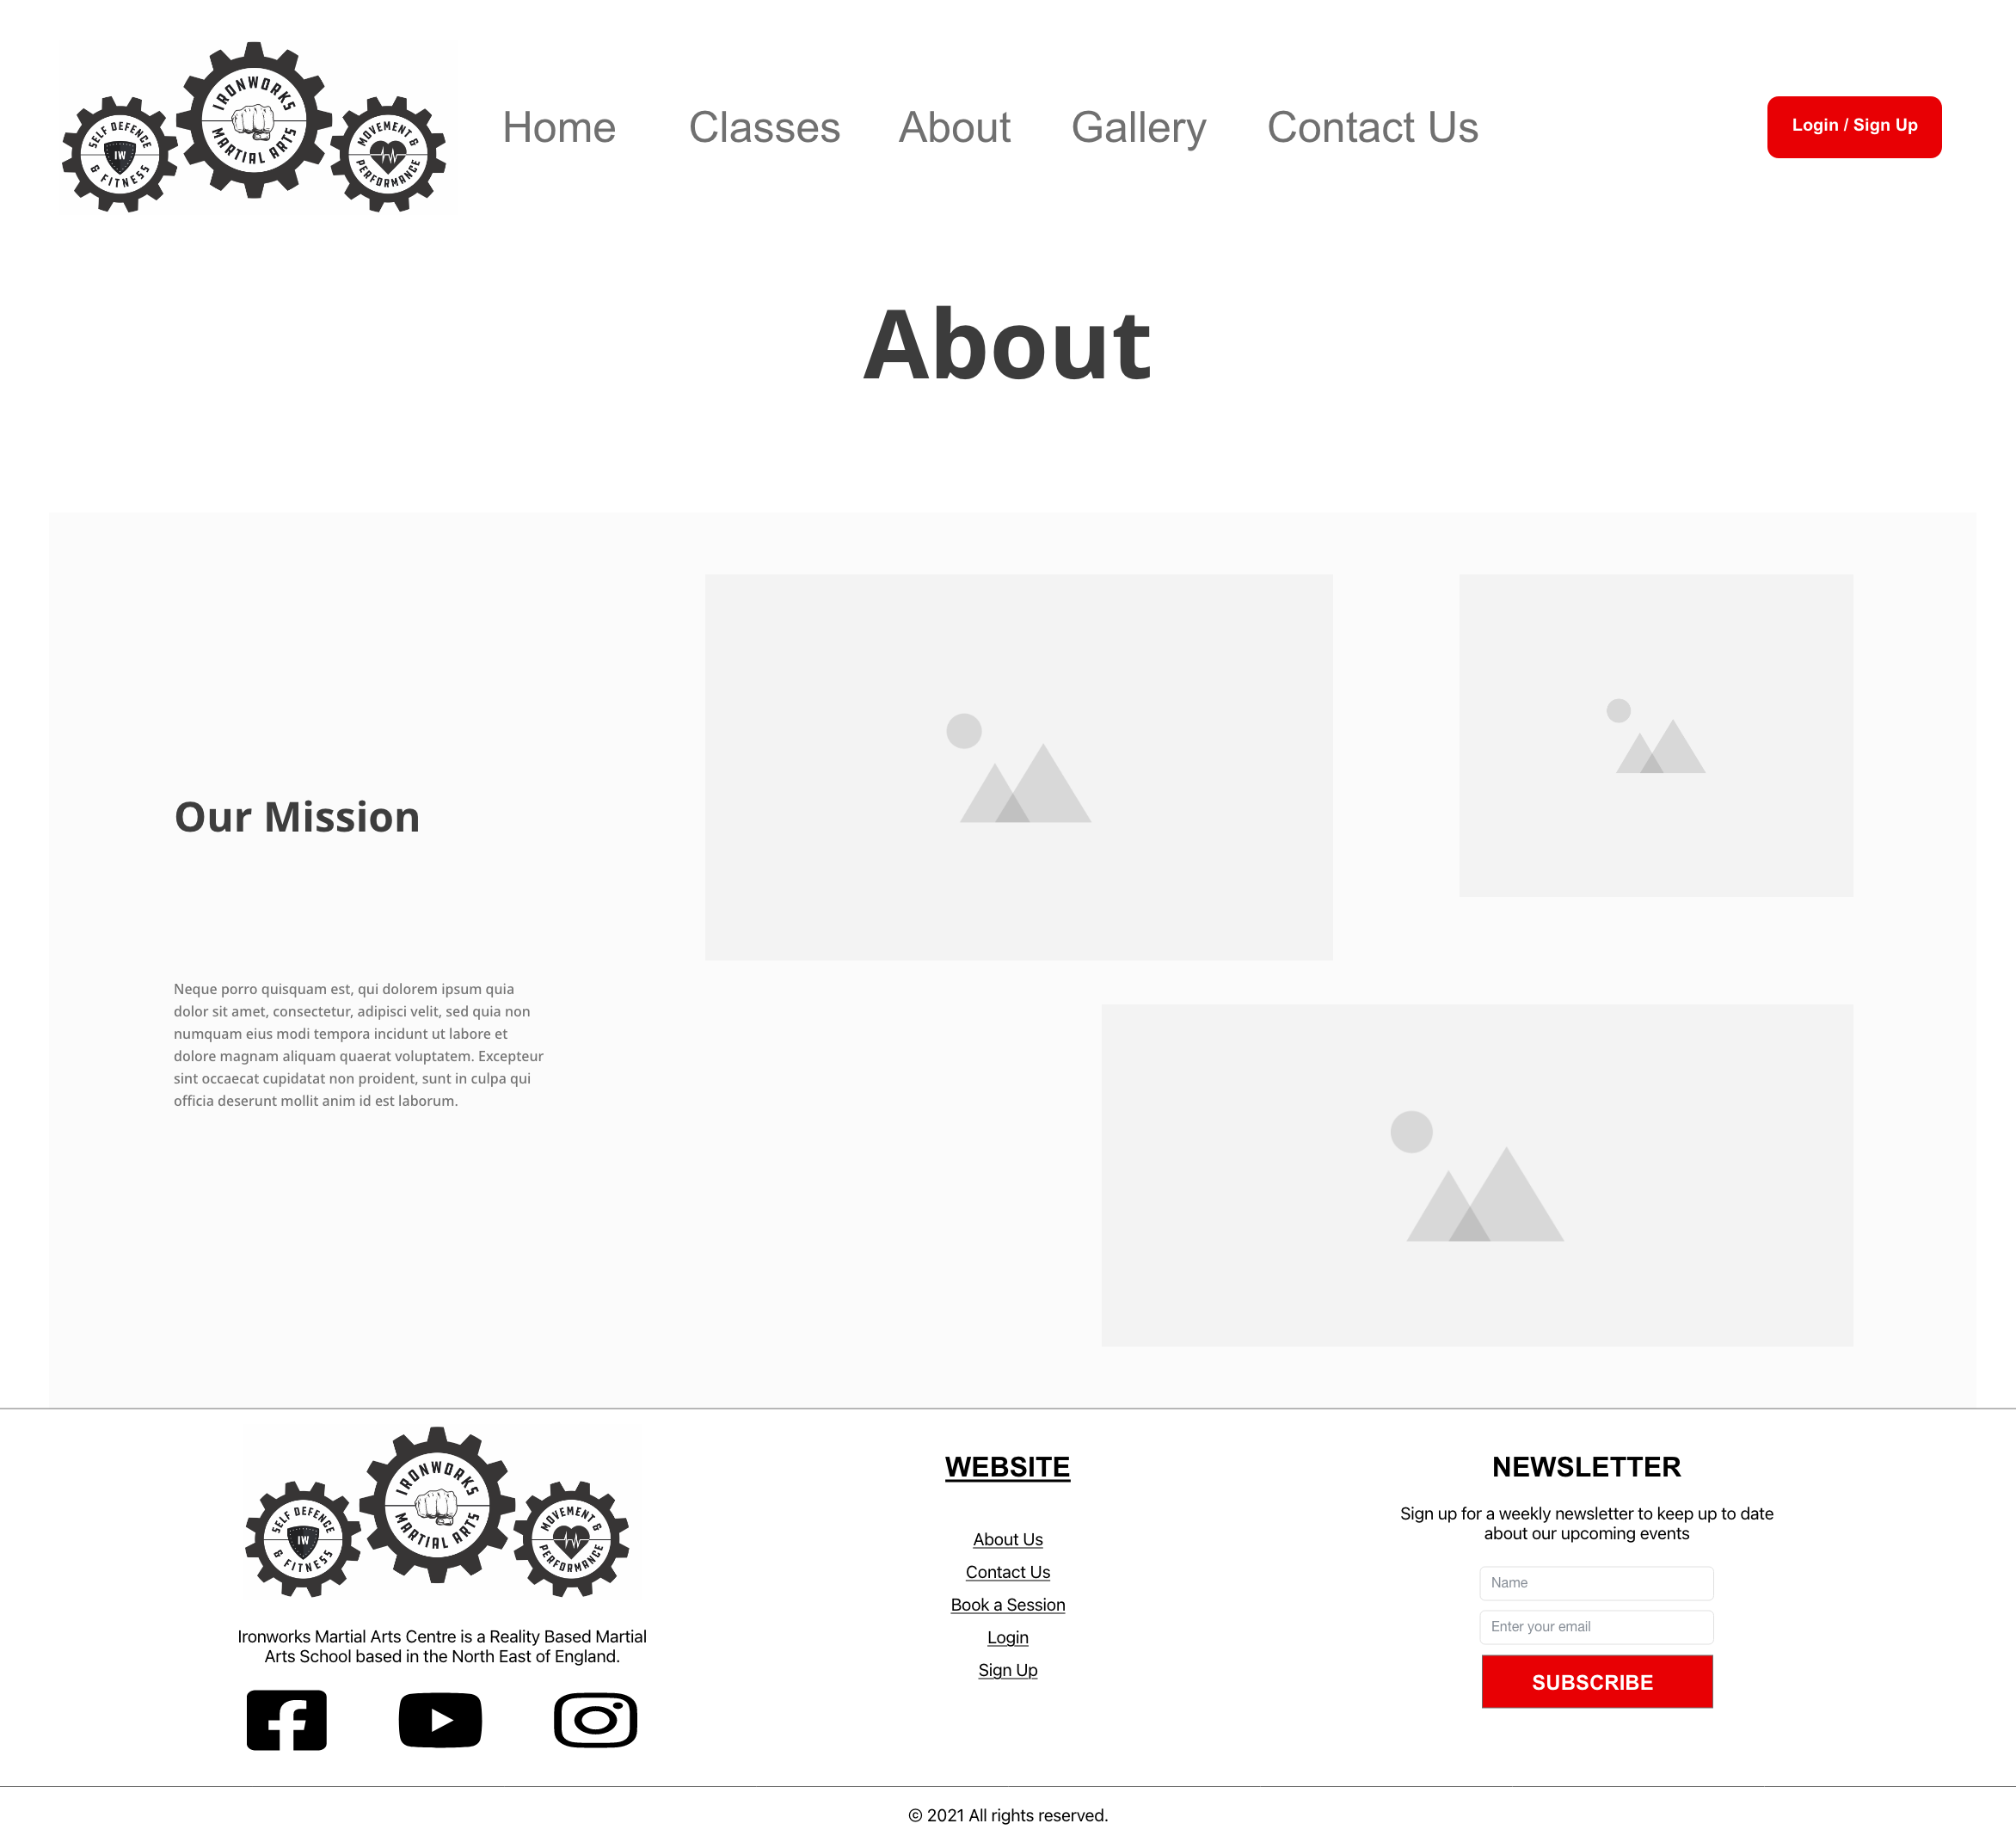 IRONWORKS
MARTIAL ARTS
SELF DEFENCE
IW
& FITNESS
MOVEMENT &
PERFORMANCE
Home
Classes
About
Gallery
Contact Us
Login / Sign Up
About
Our Mission
Neque porro quisquam est, qui dolorem ipsum quia
dolor sit amet, consectetur, adipisci velit, sed quia non
numquam eius modi tempora incidunt ut labore et
dolore magnam aliquam quaerat voluptatem. Excepteur
sint occaecat cupidatat non proident, sunt in culpa qui
officia deserunt mollit anim id est laborum.
IRONWORKS
MARTIAL ARTS
SELF DEFENCE
IW
& FITNESS
MOVEMENT &
PERFORMANCE
Ironworks Martial Arts Centre is a Reality Based Martial
Arts School based in the North East of England.
WEBSITE
About Us
Contact Us
Book a Session
Login
Sign Up
NEWSLETTER
Sign up for a weekly newsletter to keep up to date
about our upcoming events
Name
Enter your email
SUBSCRIBE
© 2021 All rights reserved.